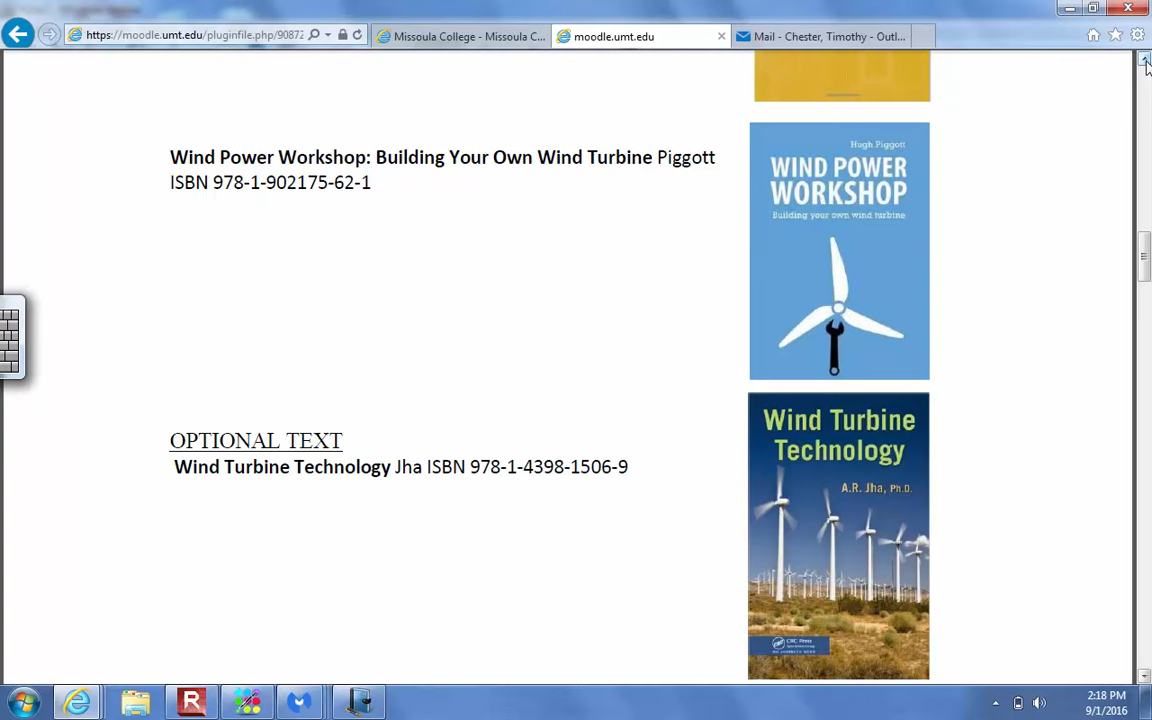 https://moodle.umt.edu/pluginfile.php/90872
Missoula College - Missoula C...
moodle.umt.edu
Mail - Chester, Timothy - Outl...
Wind Power Workshop: Building Your Own Wind Turbine Piggott
ISBN 978-1-902175-62-1
Hugh Piggott
WIND POWER
WORKSHOP
Building your own wind turbine
OPTIONAL TEXT
Wind Turbine Technology Jha ISBN 978-1-4398-1506-9
Wind Turbine
Technology
A.R. Jha, Ph.D.
CRC Press
R
2:18 PM
9/1/2016